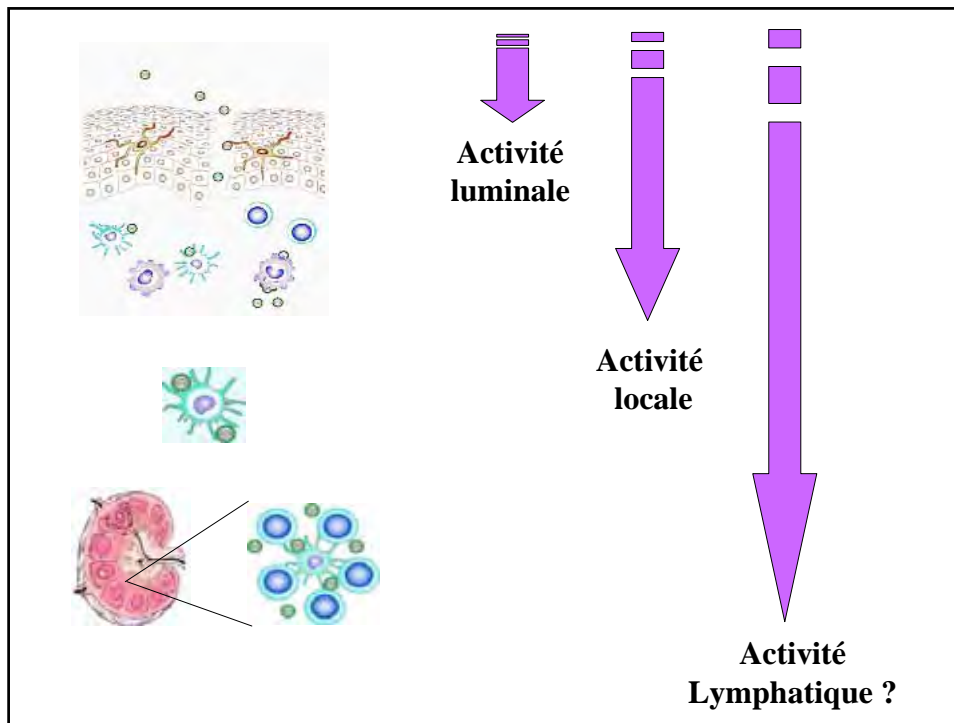 Activité
luminale
Activité
locale
Activité
Lymphatique ?